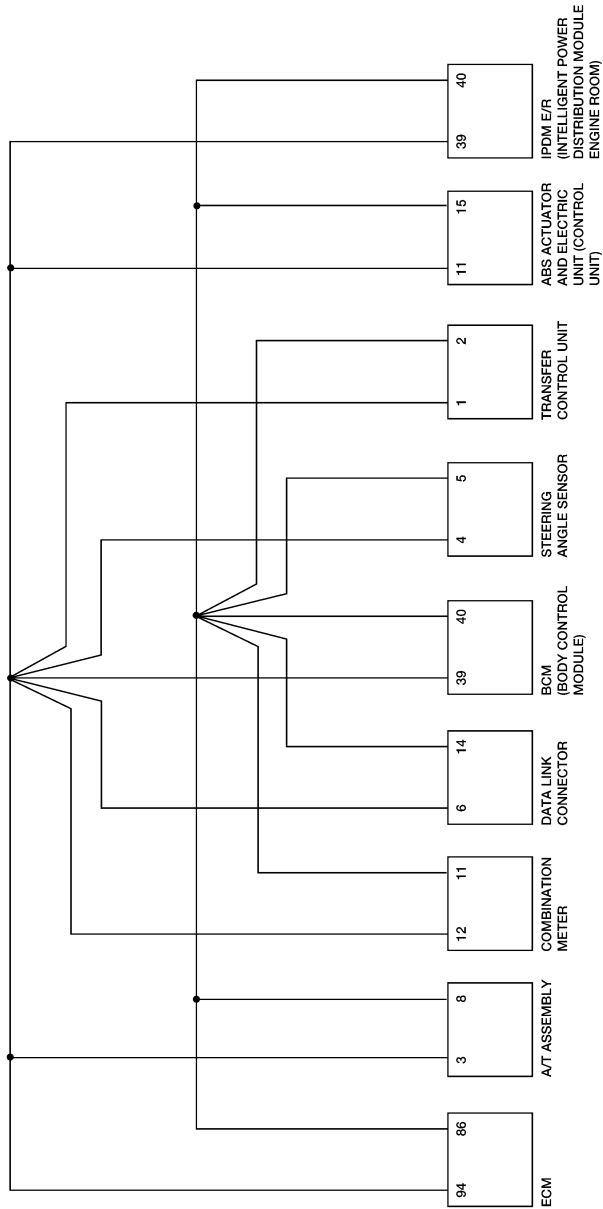 94 86
ECM
3 8
A/T ASSEMBLY
12 11
COMBINATION
METER
6 14
DATA LINK
CONNECTOR
39 40
BCM
(BODY CONTROL
MODULE)
4 5
STEERING
ANGLE SENSOR
1 2
TRANSFER
CONTROL UNIT
11 15
ABS ACTUATOR
AND ELECTRIC
UNIT (CONTROL
UNIT)
39 40
IPDM E/R
(INTELLIGENT POWER
DISTRIBUTION MODULE
ENGINE ROOM)